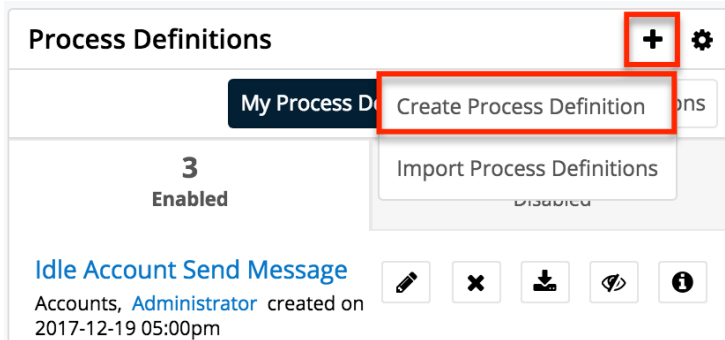 Process Definitions
My Process D
Create Process Definition
ons
Import Process Definitions
3
Enabled
Disabled
Idle Account Send Message
Accounts, Administrator created on
2017-12-19 05:00pm